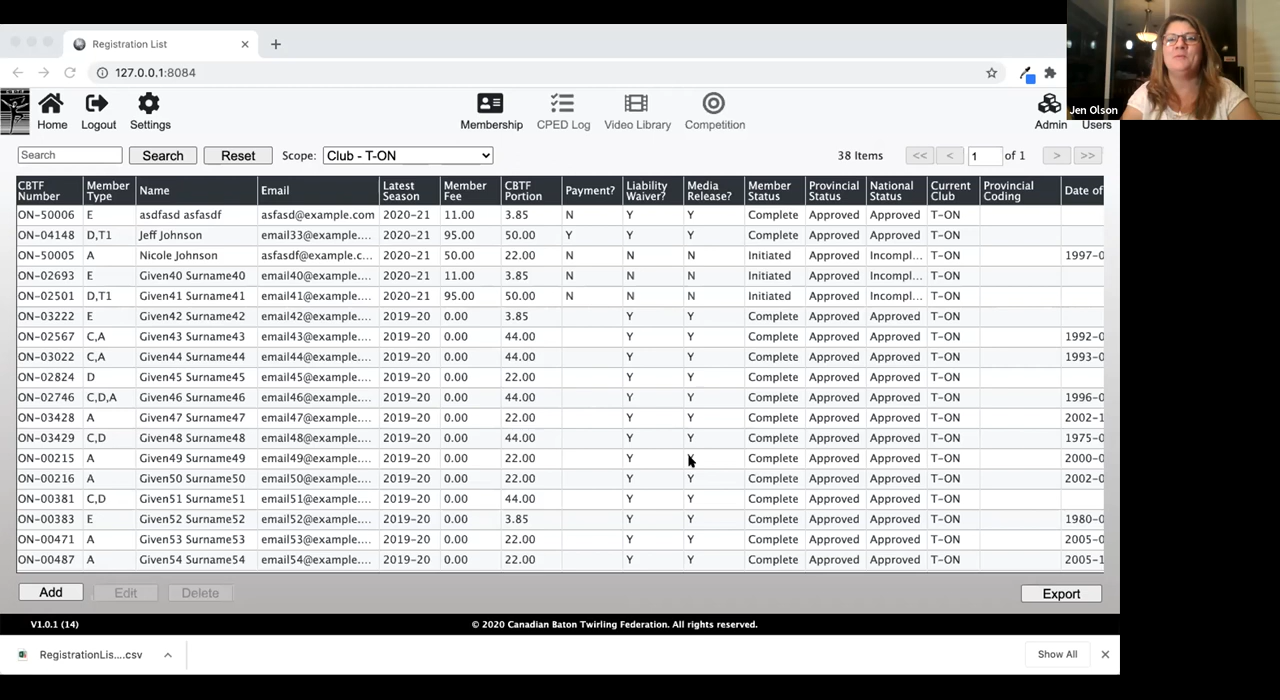 Registration List
127.0.0.1:8084
Jen Olson
Home Logout Settings Membership CPED Log Video Library Competition Admin Users
Search Search Reset Scope: Club - T-ON 38 Items << < 1 of 1 > >>
CBTF Number Member Type Name Email Latest Season Member Fee CBTF Portion Payment? Liability Waiver? Media Release? Member Status Provincial Status National Status Current Club Provincial Coding Date of
ON-50006 E asdfasd asfasdf asfasd@example.com 2020-21 11.00 3.85 N Y Y Complete Approved Approved T-ON
ON-04148 D,T1 Jeff Johnson email33@example.... 2020-21 95.00 50.00 Y Y Y Complete Approved Approved T-ON
ON-50005 A Nicole Johnson asfasdf@example.c... 2020-21 50.00 22.00 N N N Initiated Approved Incompl... T-ON 1997-0
ON-02693 E Given40 Surname40 email40@example.... 2020-21 11.00 3.85 N N N Initiated Approved Approved T-ON
ON-02501 D,T1 Given41 Surname41 email41@example.... 2020-21 95.00 50.00 N N N Initiated Approved Incompl... T-ON
ON-03222 E Given42 Surname42 email42@example.... 2019-20 0.00 3.85 Y Y Complete Approved Approved T-ON
ON-02567 C,A Given43 Surname43 email43@example.... 2019-20 0.00 44.00 Y Y Complete Approved Approved T-ON 1992-0
ON-03022 C,A Given44 Surname44 email44@example.... 2019-20 0.00 44.00 Y Y Complete Approved Approved T-ON 1993-0
ON-02824 D Given45 Surname45 email45@example.... 2019-20 0.00 22.00 Y Y Complete Approved Approved T-ON
ON-02746 C,D,A Given46 Surname46 email46@example.... 2019-20 0.00 44.00 Y Y Complete Approved Approved T-ON 1996-0
ON-03428 A Given47 Surname47 email47@example.... 2019-20 0.00 22.00 Y Y Complete Approved Approved T-ON 2002-1
ON-03429 C,D Given48 Surname48 email48@example.... 2019-20 0.00 44.00 Y Y Complete Approved Approved T-ON 1975-0
ON-00215 A Given49 Surname49 email49@example.... 2019-20 0.00 22.00 Y Y Complete Approved Approved T-ON 2000-0
ON-00216 A Given50 Surname50 email50@example.... 2019-20 0.00 22.00 Y Y Complete Approved Approved T-ON 2002-0
ON-00381 C,D Given51 Surname51 email51@example.... 2019-20 0.00 44.00 Y Y Complete Approved Approved T-ON
ON-00383 E Given52 Surname52 email52@example.... 2019-20 0.00 3.85 Y Y Complete Approved Approved T-ON 1980-0
ON-00471 A Given53 Surname53 email53@example.... 2019-20 0.00 22.00 Y Y Complete Approved Approved T-ON 2005-0
ON-00487 A Given54 Surname54 email54@example.... 2019-20 0.00 22.00 Y Y Complete Approved Approved T-ON 2005-1
Add Edit Delete Export
V1.0.1 (14) © 2020 Canadian Baton Twirling Federation. All rights reserved.
RegistrationLis....csv Show All